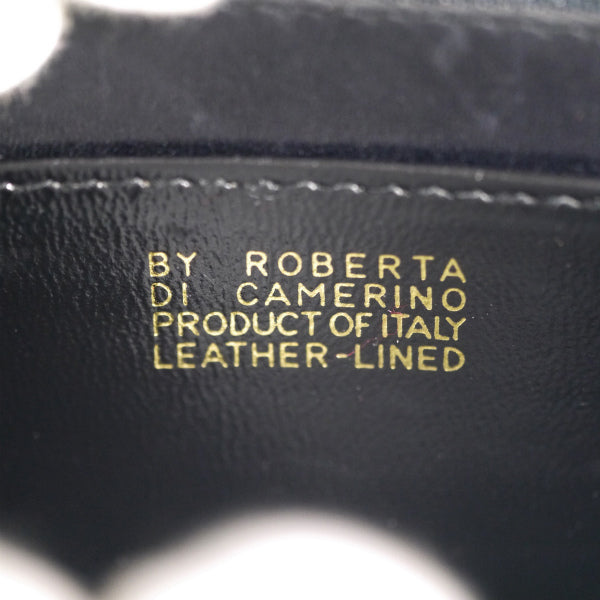 BY ROBERTA
DI CAMERINO
PRODUCT OF ITALY
LEATHER-LINED